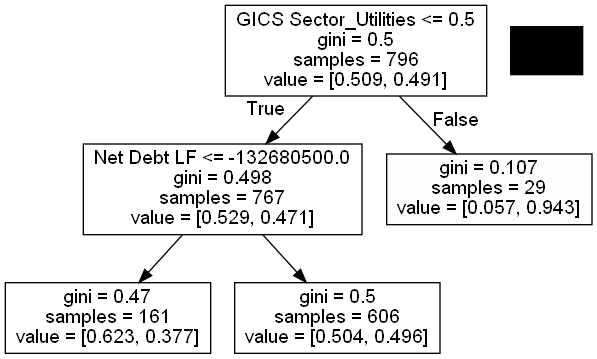 GICS Sector_Utilities <= 0.5
gini = 0.5
samples = 796
value = [0.509, 0.491]
True
False
Net Debt LF <= -132680500.0
gini = 0.498
samples = 767
value = [0.529, 0.471]
gini = 0.107
samples = 29
value = [0.057, 0.943]
gini = 0.47
samples = 161
value = [0.623, 0.377]
gini = 0.5
samples = 606
value = [0.504, 0.496]